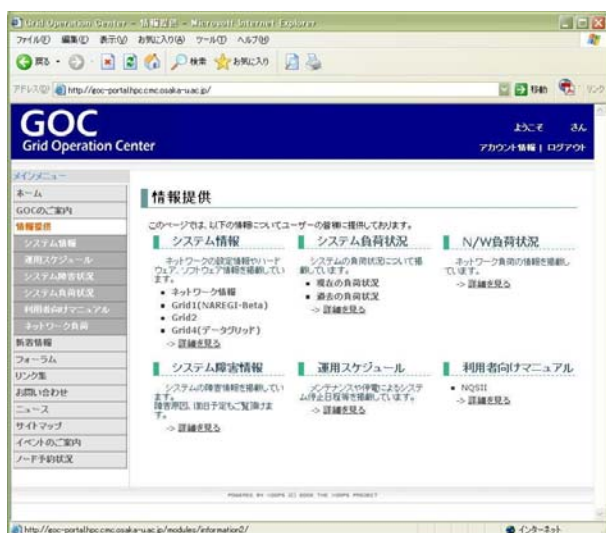 Grid Operation Center - 情報提供 - Microsoft Internet Explorer
ファイル(F) 編集(E) 表示(V) お気に入り(A) ツール(T) ヘルプ(H)
戻る 検索 お気に入り
アドレス(D) http://eoc-portal.hpc.cmc.osaka-u.ac.jp/ 移動 リンク
GOC
Grid Operation Center
ようこそ さん
アカウント情報 | ログアウト
メインメニュー
ホーム
GOCのご案内
情報提供
システム情報
運用スケジュール
システム障害状況
システム負荷状況
利用者向けマニュアル
ネットワーク負荷
新着情報
フォーラム
リンク集
お問い合わせ
ニュース
サイトマップ
イベントのご案内
ノード予約状況
情報提供
このページでは、以下の情報についてユーザーの皆様に提供しております。
システム情報
ネットワークの設定情報やハード
ウェア、ソフトウェア情報を掲載してい
ます。
• ネットワーク情報
• Grid1(NAREGI-Beta)
• Grid2
• Grid4(データグリッド)
-> 詳細を見る
システム負荷状況
システムの負荷状況について掲
載しています。
• 現在の負荷状況
• 過去の負荷状況
-> 詳細を見る
N/W負荷状況
ネットワーク負荷の情報を掲載し
ています。
-> 詳細を見る
システム障害情報
システムの障害情報を掲載してい
ます。
障害原因、復旧予定もご覧頂けま
す。
-> 詳細を見る
運用スケジュール
メンテナンスや停電によるシステ
ム停止日程等を掲載しています。
-> 詳細を見る
利用者向けマニュアル
• NQSII
-> 詳細を見る
POWERED BY XOOPS (C) 2005 THE XOOPS PROJECT
http://eoc-portal.hpc.cmc.osaka-u.ac.jp/modules/information2/ インターネット